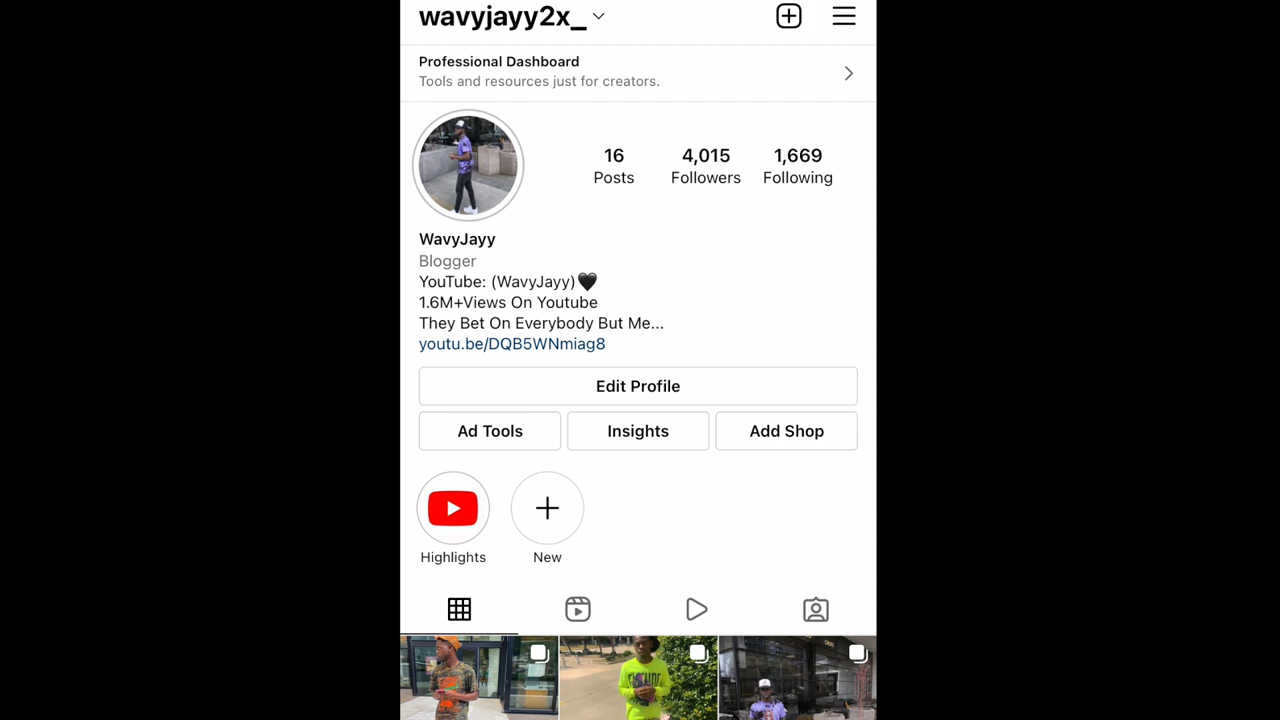 wavyjayy2x_
Professional Dashboard
Tools and resources just for creators.
16
Posts
4,015
Followers
1,669
Following
WavyJayy
Blogger
YouTube: (WavyJayy)🖤
1.6M+Views On Youtube
They Bet On Everybody But Me...
youtu.be/DQB5WNmiag8
Edit Profile
Ad Tools
Insights
Add Shop
Highlights
New